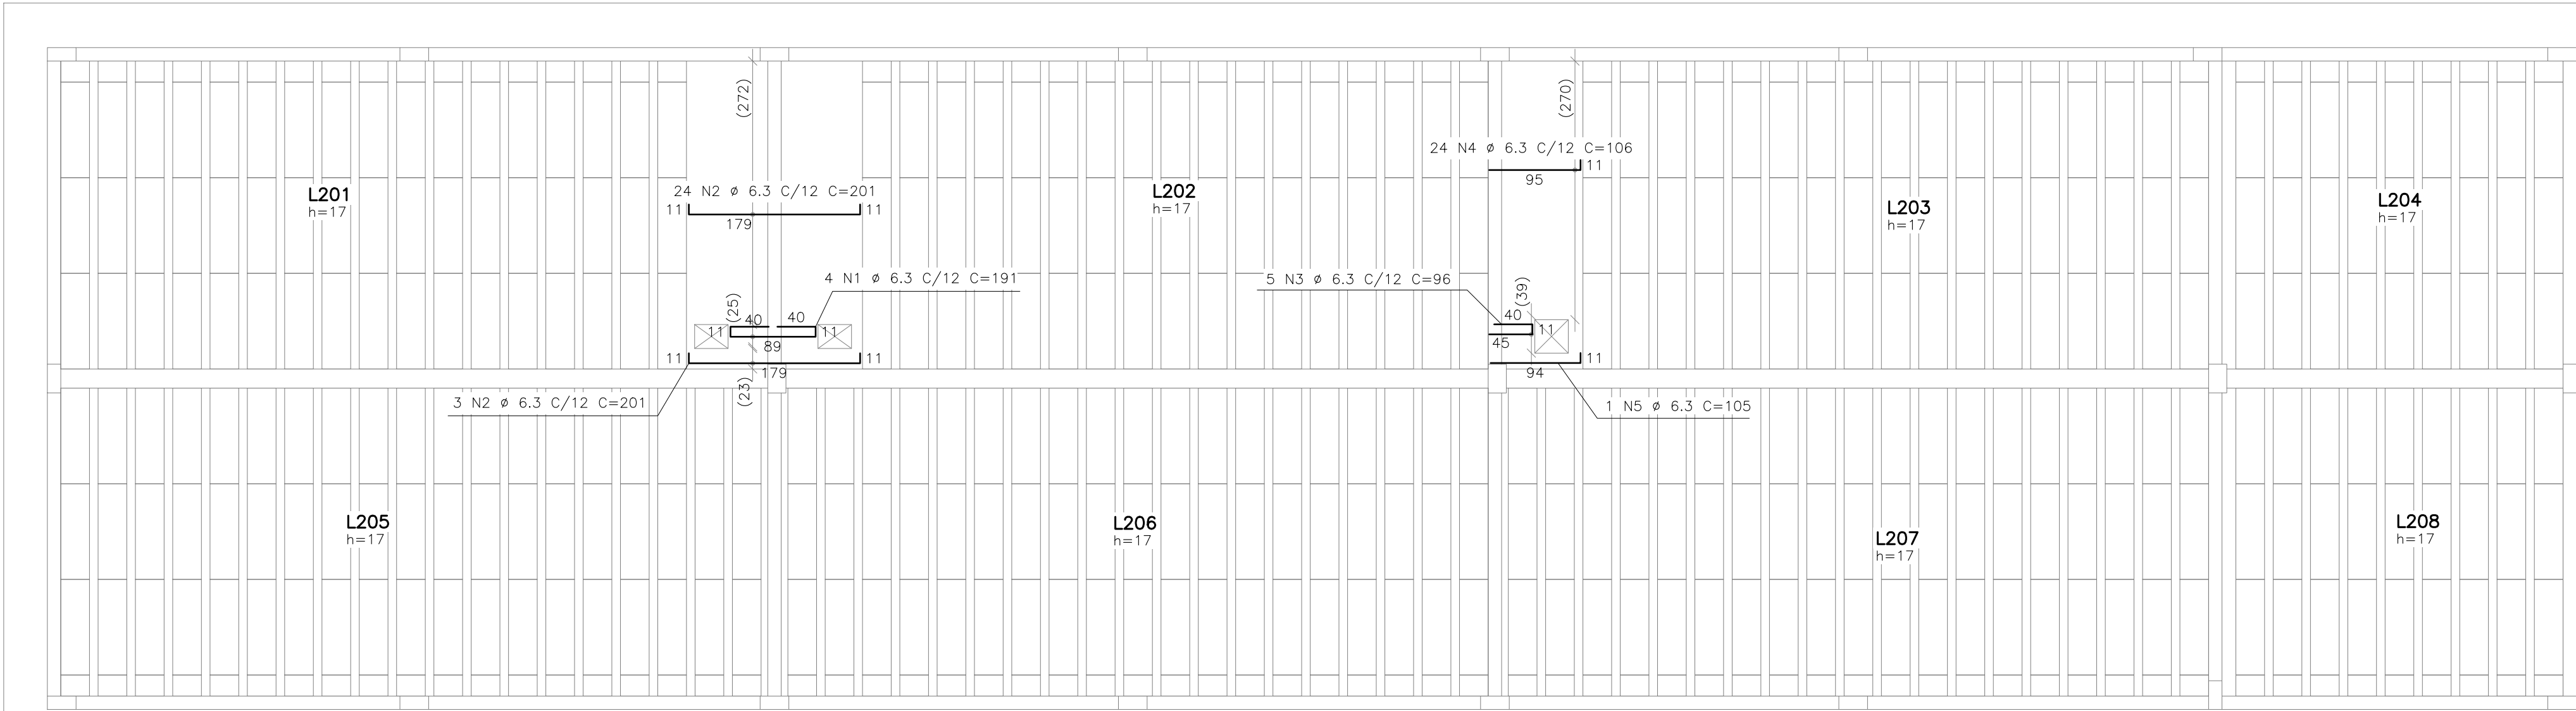 (272)
(270)
24 N4 ø 6.3 C/12 C=106
11
95
L201
h=17
24 N2 ø 6.3 C/12 C=201
11
11
179
L202
h=17
L203
h=17
L204
h=17
4 N1 ø 6.3 C/12 C=191
5 N3 ø 6.3 C/12 C=96
(25)
(39)
40
40
11
11
89
40
11
45
11
11
179
(23)
11
94
3 N2 ø 6.3 C/12 C=201
1 N5 ø 6.3 C=105
L205
h=17
L206
h=17
L207
h=17
L208
h=17